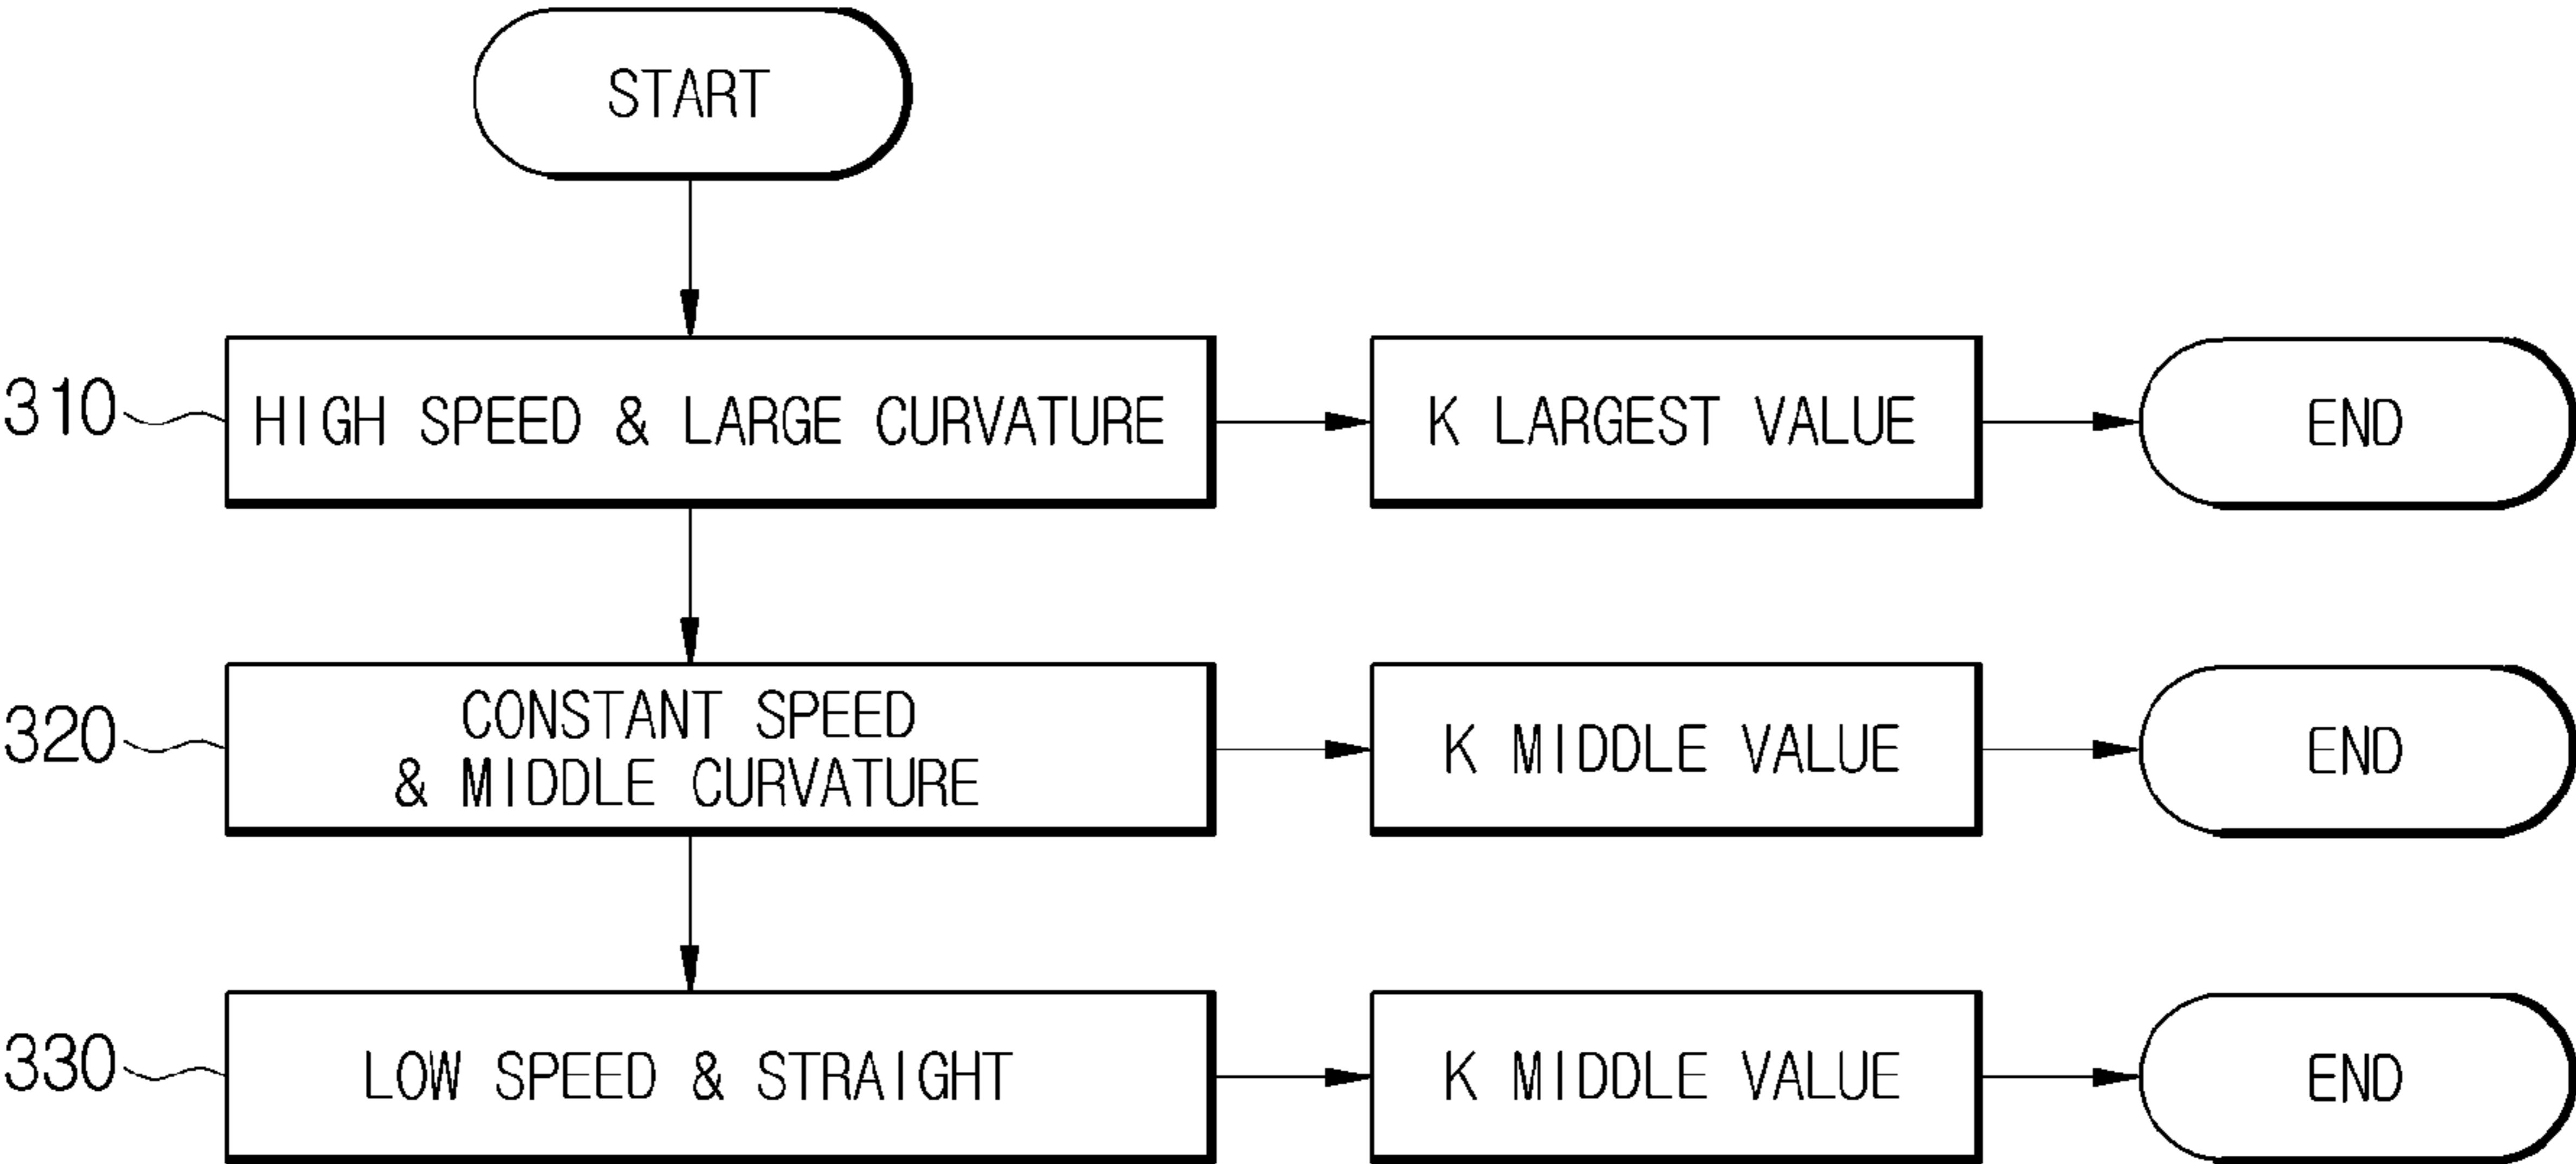 START
310
HIGH SPEED & LARGE CURVATURE
K LARGEST VALUE
END
320
CONSTANT SPEED
& MIDDLE CURVATURE
K MIDDLE VALUE
END
330
LOW SPEED & STRAIGHT
K MIDDLE VALUE
END